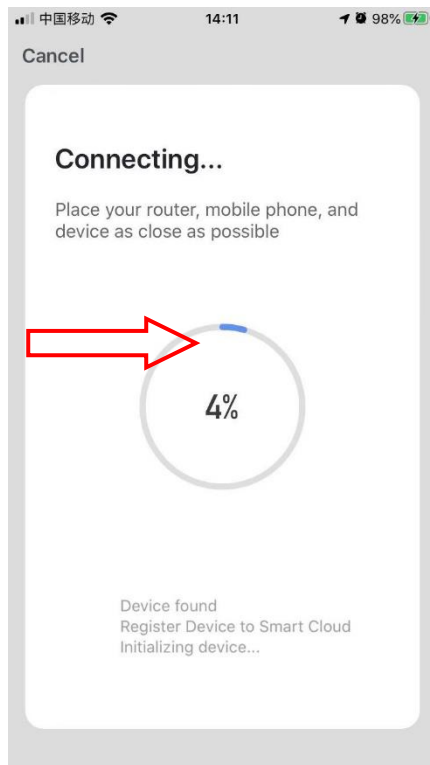 中国移动 14:11 98%
Cancel
Connecting...
Place your router, mobile phone, and
device as close as possible
4%
Device found
Register Device to Smart Cloud
Initializing device...